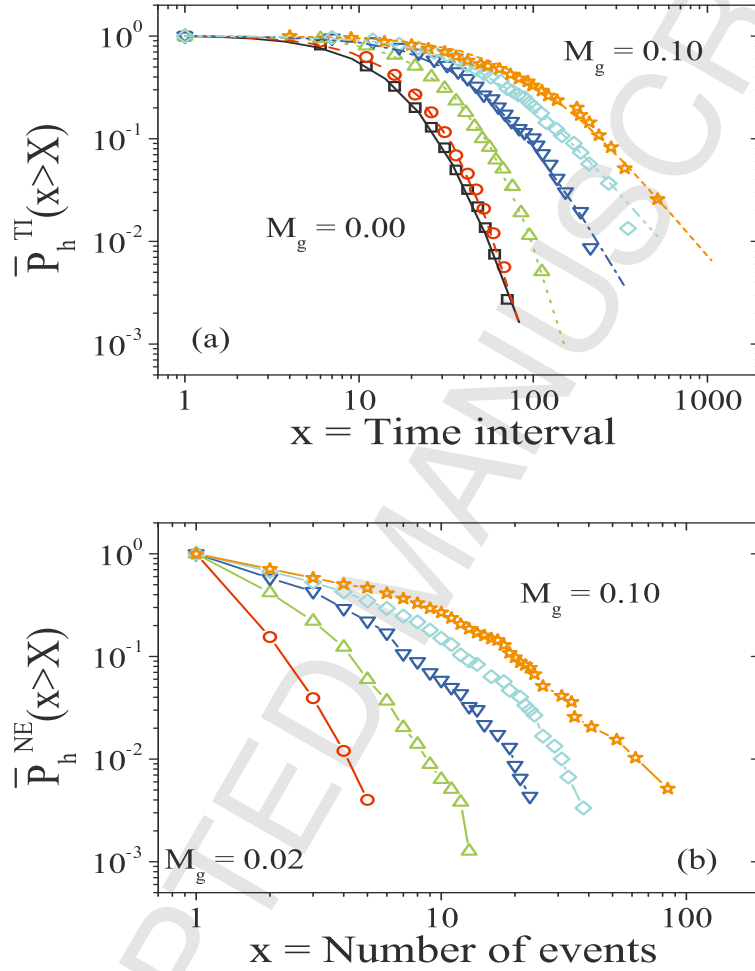 10^0
10^-1
10^-2
10^-3
P̅_h^TI(x>X)
M_g = 0.10
M_g = 0.00
(a)
1 10 100 1000
x = Time interval
10^0
10^-1
10^-2
10^-3
P̅_h^NE(x>X)
M_g = 0.10
M_g = 0.02
(b)
1 10 100
x = Number of events
PTED MANUSCR